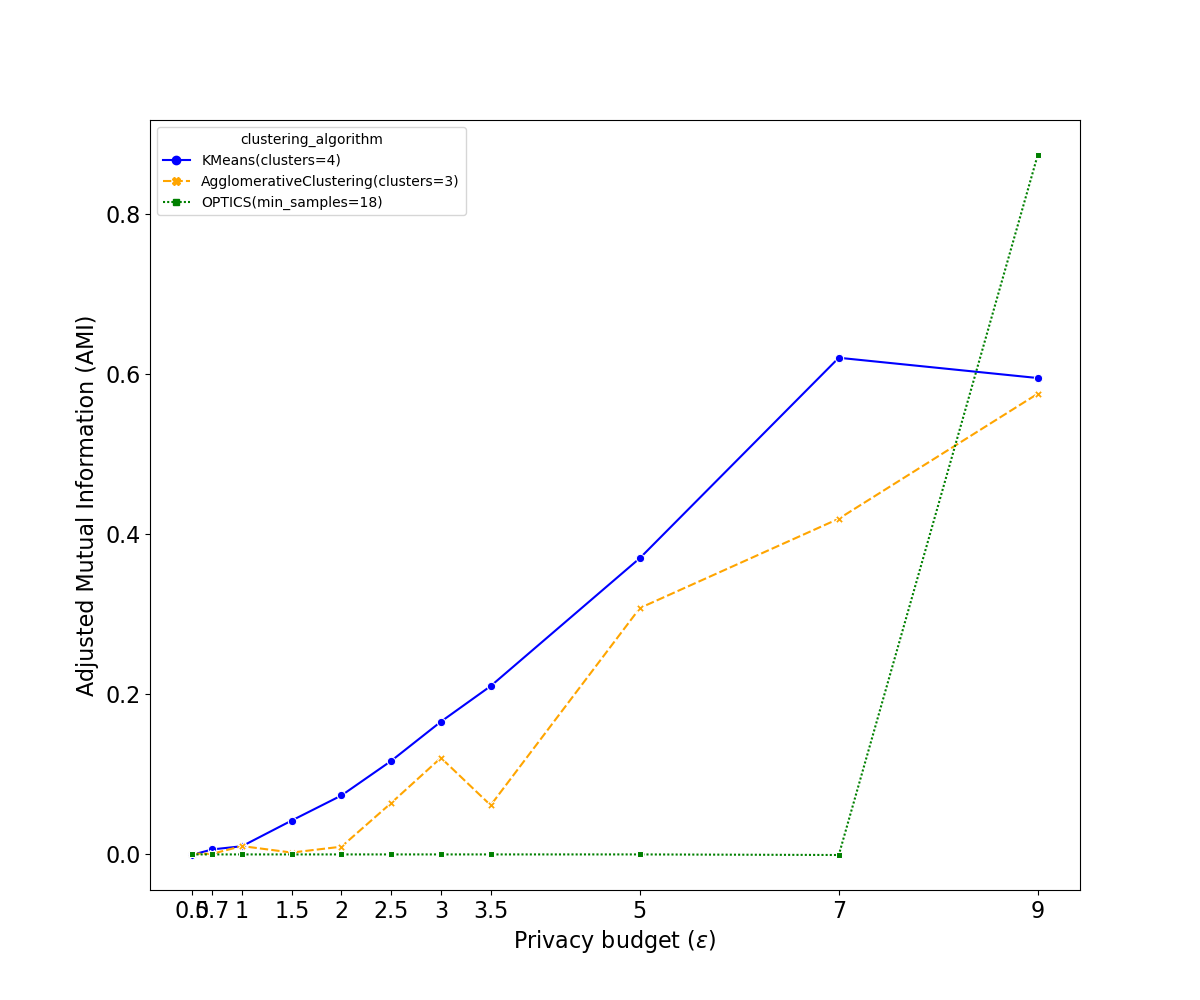 clustering_algorithm
KMeans(clusters=4)
AgglomerativeClustering(clusters=3)
OPTICS(min_samples=18)
Adjusted Mutual Information (AMI)
0.8
0.6
0.4
0.2
0.0
0.5 0.7 1 1.5 2 2.5 3 3.5 5 7 9
Privacy budget (ε)